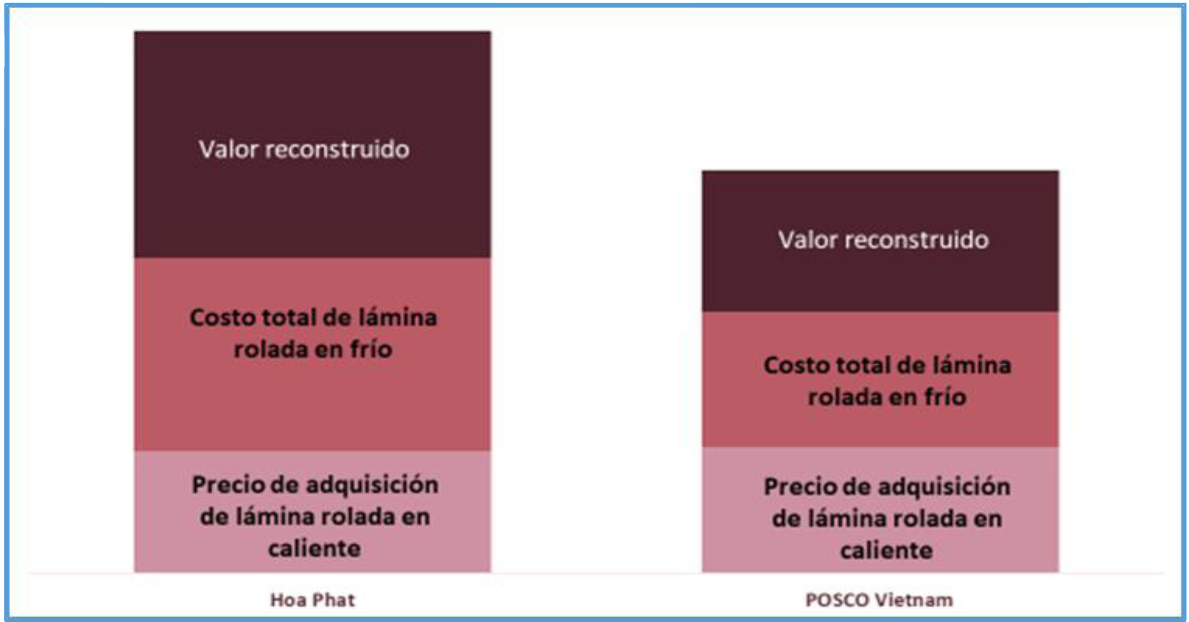 Valor reconstruido
Costo total de lámina
rolada en frío
Precio de adquisición
de lámina rolada en
caliente
Hoa Phat
Valor reconstruido
Costo total de lámina
rolada en frío
Precio de adquisición
de lámina rolada en
caliente
POSCO Vietnam